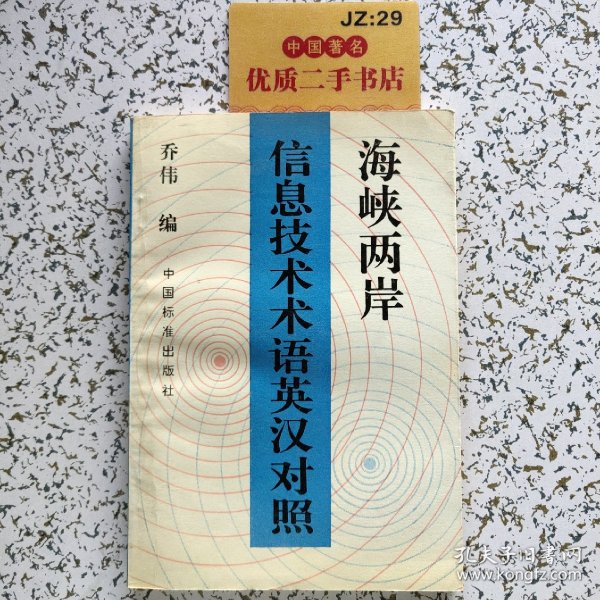 JZ:29
中国著名
优质二手书店
海峡两岸
信息技术术语英汉对照
乔伟 编
中国标准出版社
孔夫子旧书网
www.kongfz.com